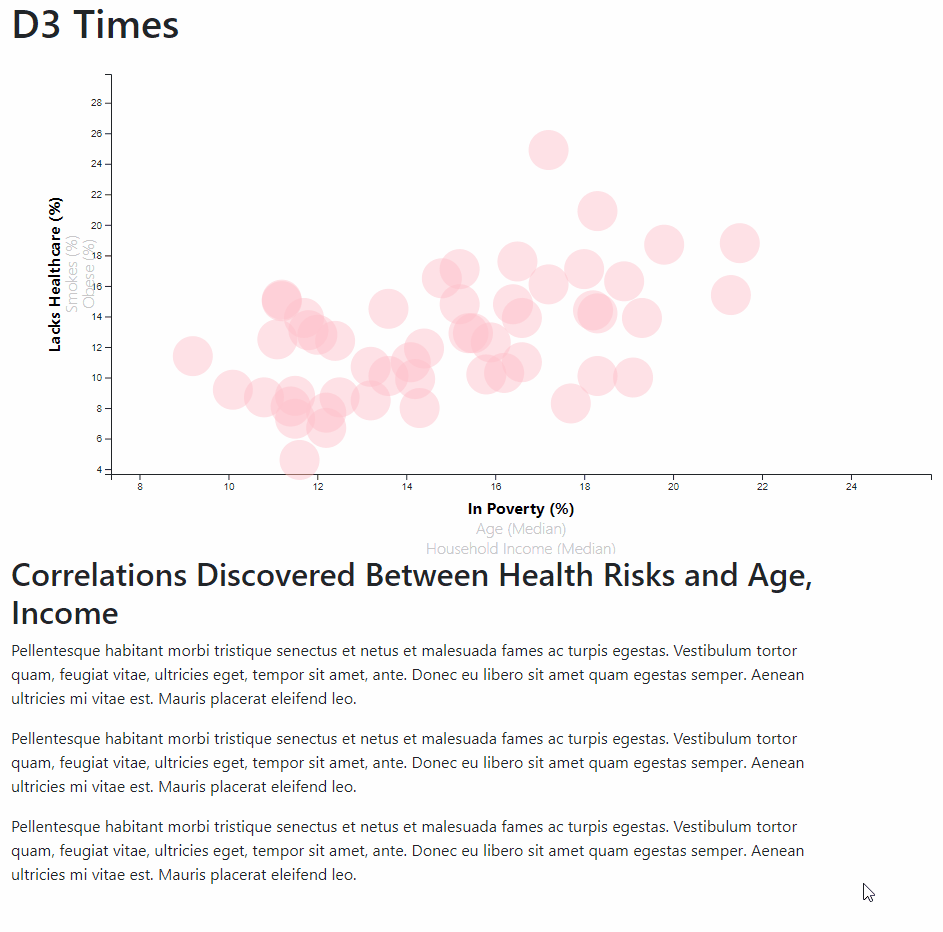 D3 Times
28
26
24
22
20
18
16
14
12
10
8
6
4
Lacks Healthcare (%)
Smokes (%)
Obese (%)
8 10 12 14 16 18 20 22 24
In Poverty (%)
Age (Median)
Household Income (Median)
Correlations Discovered Between Health Risks and Age,
Income
Pellentesque habitant morbi tristique senectus et netus et malesuada fames ac turpis egestas. Vestibulum tortor
quam, feugiat vitae, ultricies eget, tempor sit amet, ante. Donec eu libero sit amet quam egestas semper. Aenean
ultricies mi vitae est. Mauris placerat eleifend leo.
Pellentesque habitant morbi tristique senectus et netus et malesuada fames ac turpis egestas. Vestibulum tortor
quam, feugiat vitae, ultricies eget, tempor sit amet, ante. Donec eu libero sit amet quam egestas semper. Aenean
ultricies mi vitae est. Mauris placerat eleifend leo.
Pellentesque habitant morbi tristique senectus et netus et malesuada fames ac turpis egestas. Vestibulum tortor
quam, feugiat vitae, ultricies eget, tempor sit amet, ante. Donec eu libero sit amet quam egestas semper. Aenean
ultricies mi vitae est. Mauris placerat eleifend leo.